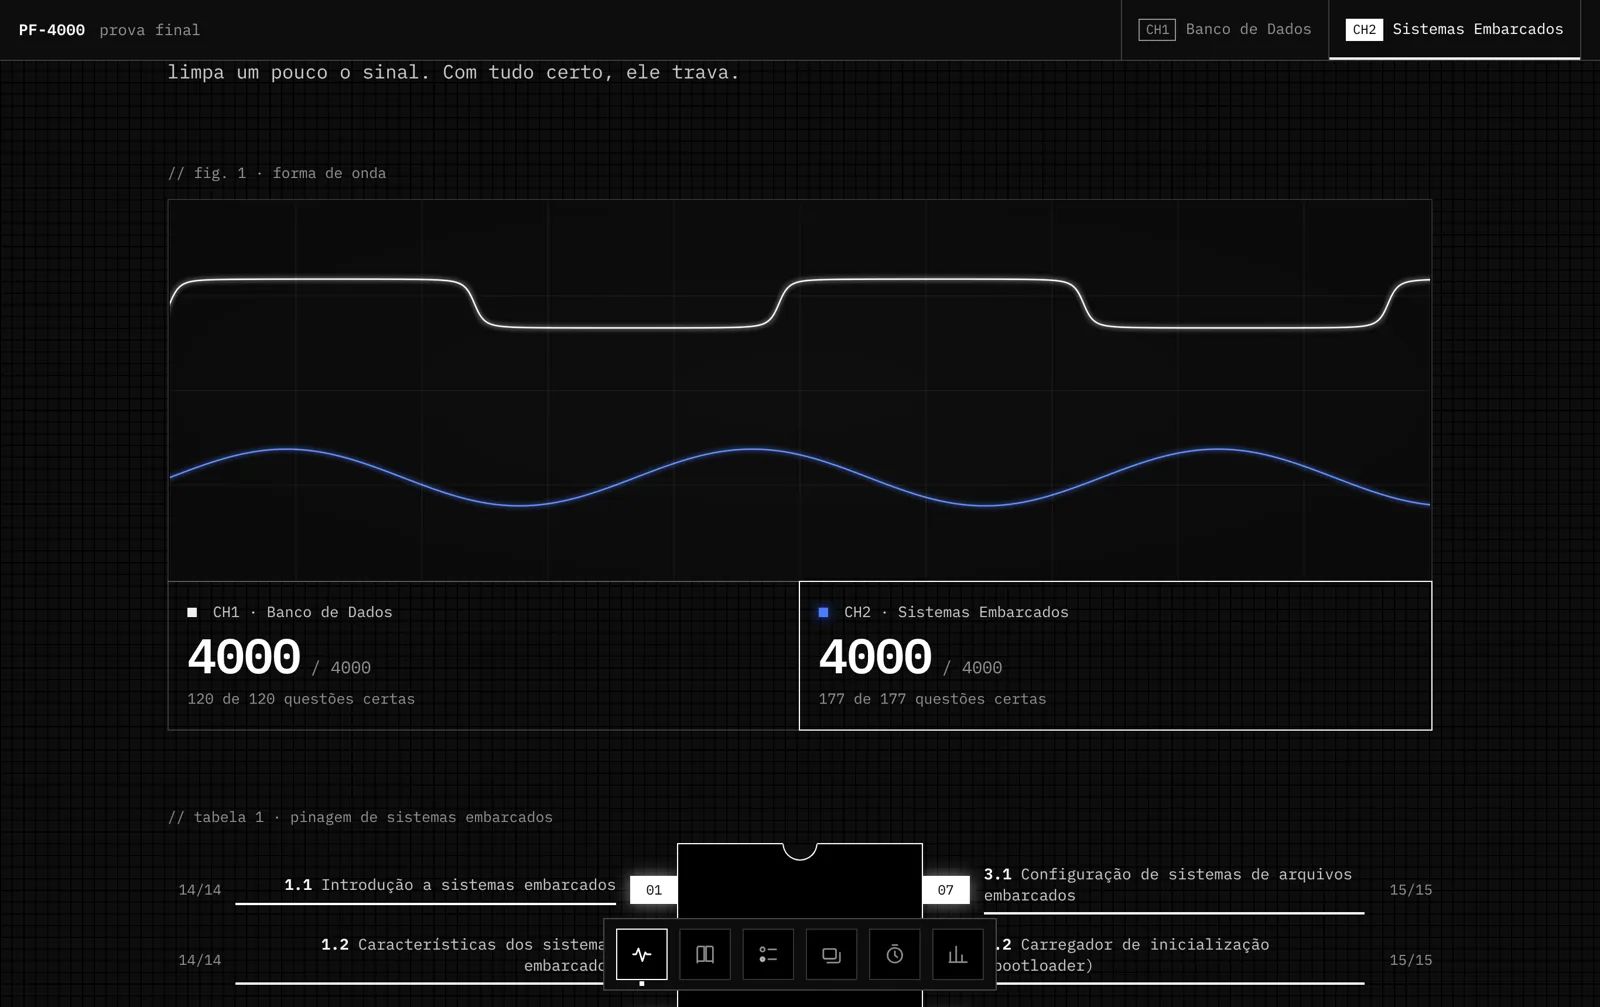 PF-4000 prova final
CH1 Banco de Dados
CH2 Sistemas Embarcados
limpa um pouco o sinal. Com tudo certo, ele trava.
// fig. 1 · forma de onda
CH1 · Banco de Dados
4000 / 4000
120 de 120 questões certas
CH2 · Sistemas Embarcados
4000 / 4000
177 de 177 questões certas
// tabela 1 · pinagem de sistemas embarcados
14/14
1.1 Introdução a sistemas embarcados
01
07
3.1 Configuração de sistemas de arquivos
embarcados
15/15
14/14
1.2 Características dos sistema
embarcado
.2 Carregador de inicialização
bootloader)
15/15